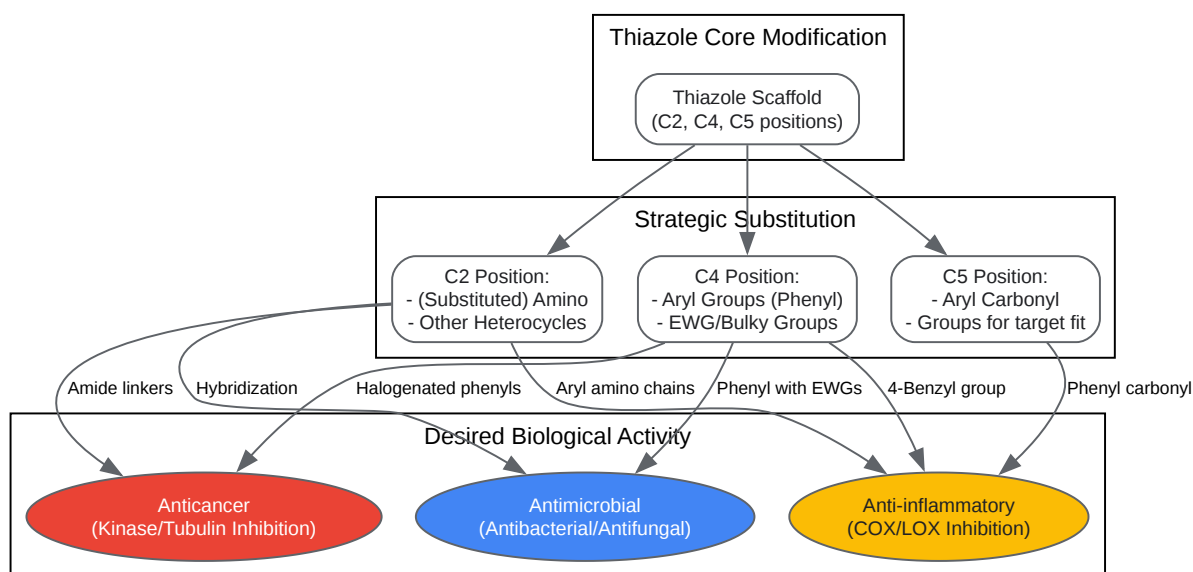 Thiazole Core Modification
Thiazole Scaffold
(C2, C4, C5 positions)
Strategic Substitution
C2 Position:
- (Substituted) Amino
- Other Heterocycles
C4 Position:
- Aryl Groups (Phenyl)
- EWG/Bulky Groups
C5 Position:
- Aryl Carbonyl
- Groups for target fit
Amide linkers
Hybridization
Halogenated phenyls
Aryl amino chains
Phenyl with EWGs
4-Benzyl group
Phenyl carbonyl
Desired Biological Activity
Anticancer
(Kinase/Tubulin Inhibition)
Antimicrobial
(Antibacterial/Antifungal)
Anti-inflammatory
(COX/LOX Inhibition)